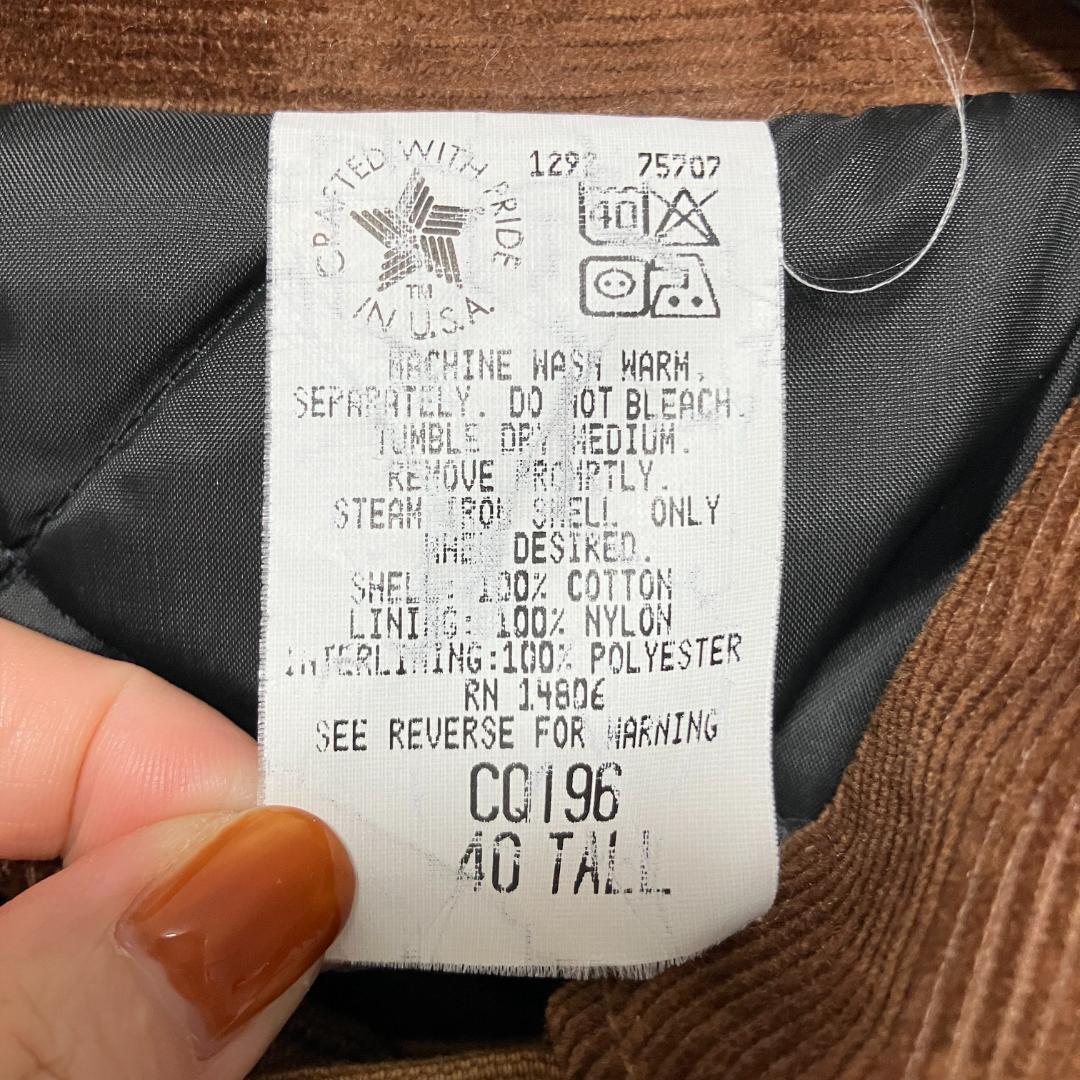 CRAFTED WITH PRIDE
TM
IN U.S.A.
129 75707
40
MACHINE WASH WARM,
SEPARATELY. DO NOT BLEACH.
TUMBLE DRY MEDIUM.
REMOVE PROMPTLY.
STEAM IRON SHELL ONLY
WHEN DESIRED.
SHELL: 100% COTTON
LINING: 100% NYLON
INTERLINING:100% POLYESTER
RN 14806
SEE REVERSE FOR WARNING
CQ196
40 TALL